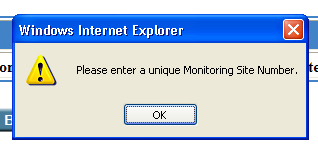 Windows Internet Explorer
Please enter a unique Monitoring Site Number.
OK